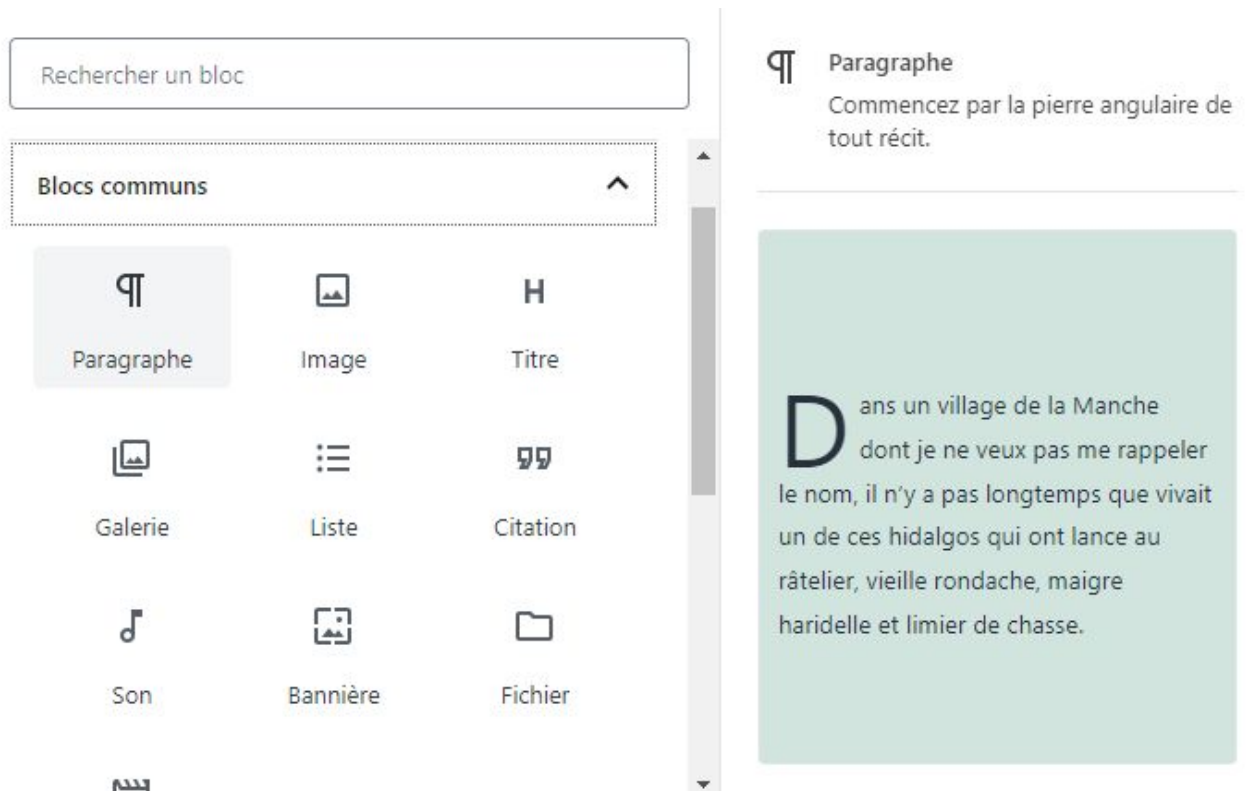 Rechercher un bloc
Blocs communs
Paragraphe
Image
Titre
Galerie
Liste
Citation
Son
Bannière
Fichier
Paragraphe
Commencez par la pierre angulaire de
tout récit.
Dans un village de la Manche
dont je ne veux pas me rappeler
le nom, il n'y a pas longtemps que vivait
un de ces hidalgos qui ont lance au
râtelier, vieille rondache, maigre
haridelle et limier de chasse.